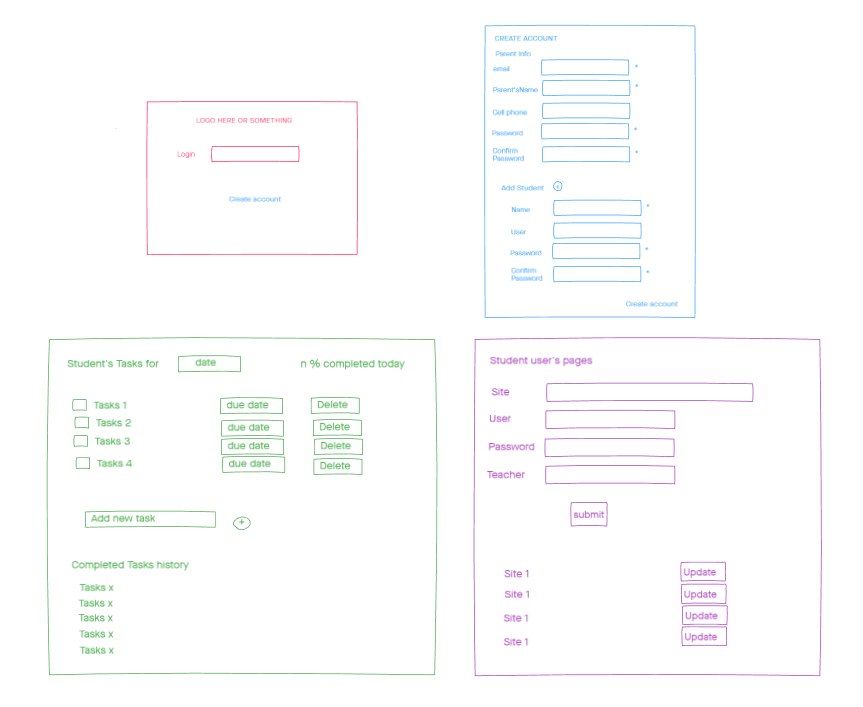 LOGO HERE OR SOMETHING
Login
Create account
CREATE ACCOUNT
Parent Info
email *
Parent'sName *
Cell phone
Password *
Confirm
Password *
Add Student +
Name *
User
Password *
Confirm
Password *
Create account
Student's Tasks for date n % completed today
Tasks 1 due date Delete
Tasks 2 due date Delete
Tasks 3 due date Delete
Tasks 4 due date Delete
Add new task +
Completed Tasks history
Tasks x
Tasks x
Tasks x
Tasks x
Tasks x
Student user's pages
Site
User
Password
Teacher
submit
Site 1 Update
Site 1 Update
Site 1 Update
Site 1 Update